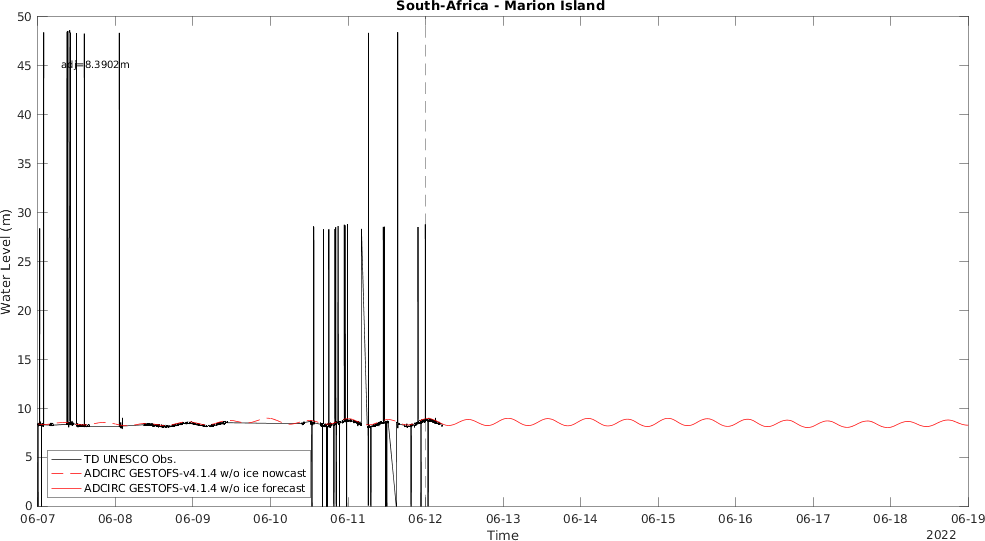 South-Africa - Marion Island
50
45
40
35
30
25
20
15
10
5
0
Water Level (m)
adj=8.3902m
TD UNESCO Obs.
ADCIRC GESTOFS-v4.1.4 w/o ice nowcast
ADCIRC GESTOFS-v4.1.4 w/o ice forecast
06-07 06-08 06-09 06-10 06-11 06-12 06-13 06-14 06-15 06-16 06-17 06-18 06-19
Time
2022